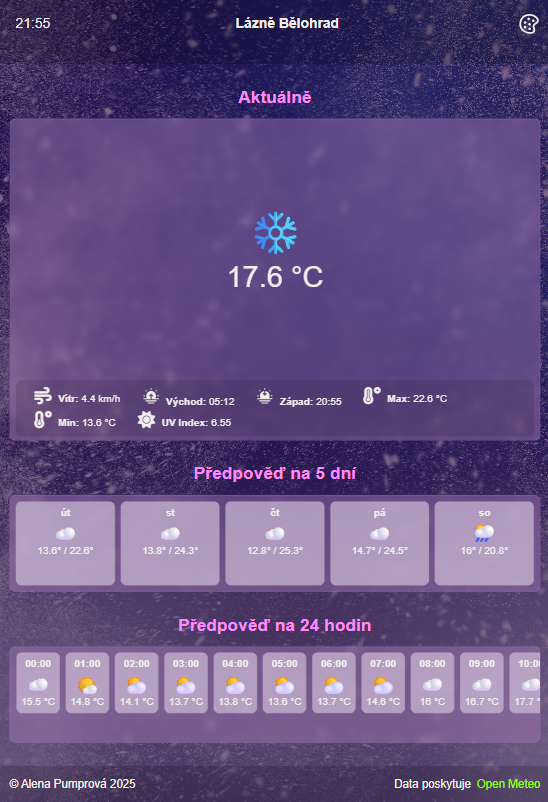 21:55 Lázně Bělohrad
Aktuálně
17.6 °C
Vítr: 4.4 km/h Východ: 05:12 Západ: 20:55 Max: 22.6 °C
Min: 13.6 °C UV Index: 6.55
Předpověď na 5 dní
út st čt pá so
13.6° / 22.6° 13.8° / 24.3° 12.8° / 25.3° 14.7° / 24.5° 16° / 20.8°
Předpověď na 24 hodin
00:00 01:00 02:00 03:00 04:00 05:00 06:00 07:00 08:00 09:00 10:00
15.5 °C 14.8 °C 14.1 °C 13.7 °C 13.8 °C 13.6 °C 13.7 °C 14.6 °C 16 °C 16.7 °C 17.7 °
© Alena Pumprová 2025 Data poskytuje Open Meteo